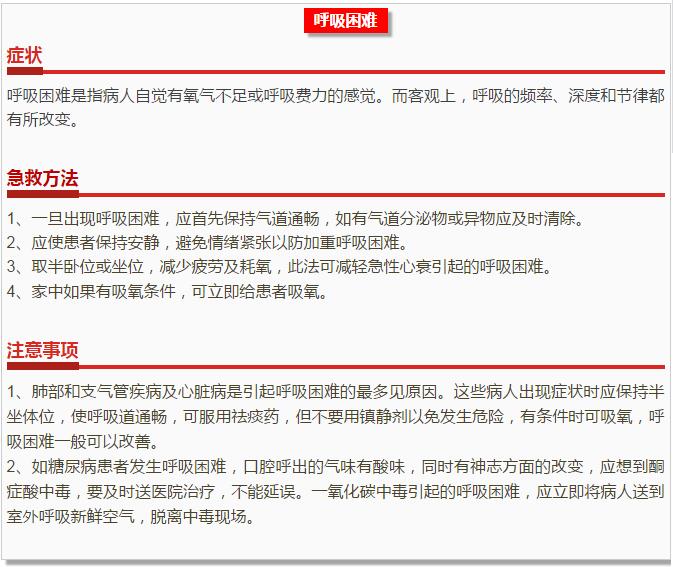 呼吸困难
症状
呼吸困难是指病人自觉有氧气不足或呼吸费力的感觉。而客观上，呼吸的频率、深度和节律都
有所改变。
急救方法
1、一旦出现呼吸困难，应首先保持气道通畅，如有气道分泌物或异物应及时清除。
2、应使患者保持安静，避免情绪紧张以防加重呼吸困难。
3、取半卧位或坐位，减少疲劳及耗氧，此法可减轻急性心衰引起的呼吸困难。
4、家中如果有吸氧条件，可立即给患者吸氧。
注意事项
1、肺部和支气管疾病及心脏病是引起呼吸困难的最多见原因。这些病人出现症状时应保持半
坐体位，使呼吸道通畅，可服用祛痰药，但不要用镇静剂以免发生危险，有条件时可吸氧，呼
吸困难一般可以改善。
2、如糖尿病患者发生呼吸困难，口腔呼出的气味有酸味，同时有神志方面的改变，应想到酮
症酸中毒，要及时送医院治疗，不能延误。一氧化碳中毒引起的呼吸困难，应立即将病人送到
室外呼吸新鲜空气，脱离中毒现场。